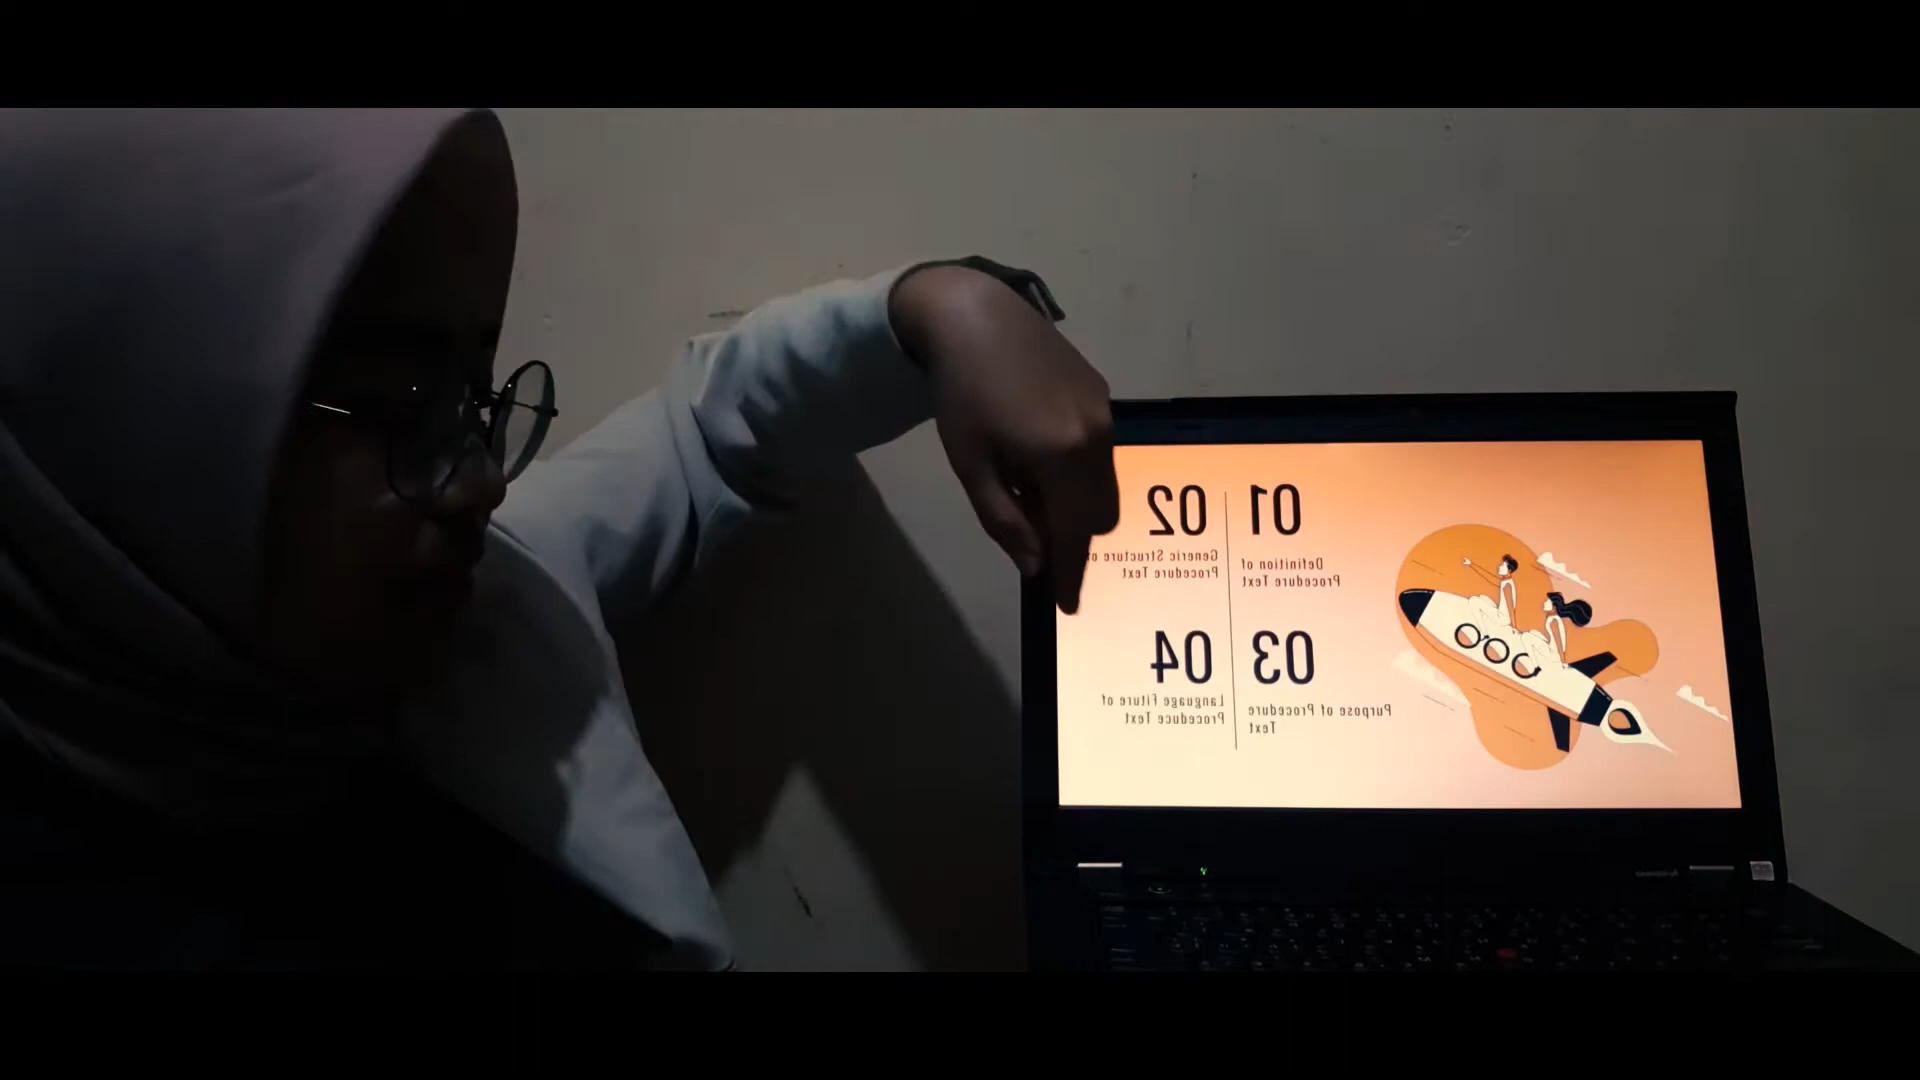 01
Definition of
Procedure Text
02
Generic Structure of
Procedure Text
03
Purpose of Procedure
Text
04
Language Fiture of
Proceduce Text